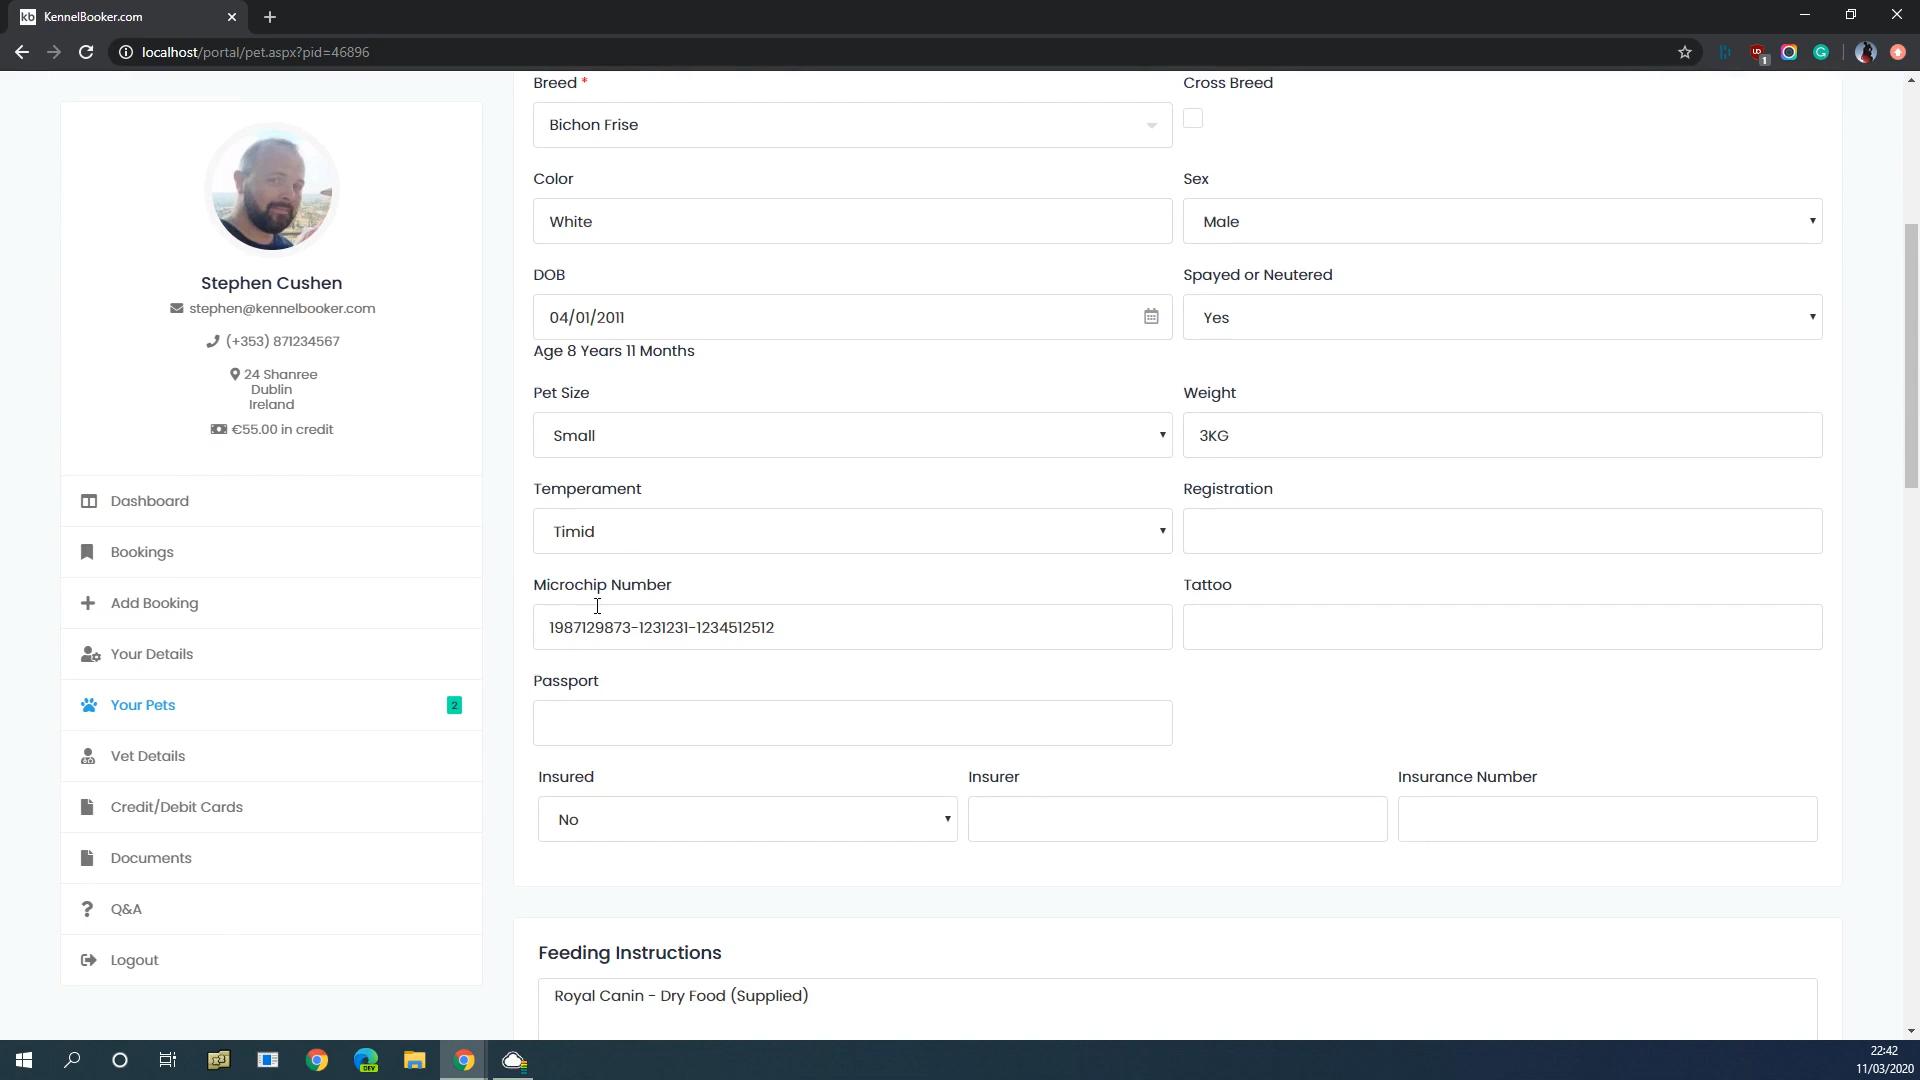 kb KennelBooker.com
localhost/portal/pet.aspx?pid=46896
UD
1
Breed *
Cross Breed
Bichon Frise
Color
Sex
White
Male
DOB
Spayed or Neutered
04/01/2011
Yes
Age 8 Years 11 Months
Pet Size
Weight
Small
3KG
Temperament
Registration
Timid
Microchip Number
Tattoo
1987129873-1231231-1234512512
Passport
Insured
Insurer
Insurance Number
No
Feeding Instructions
Royal Canin - Dry Food (Supplied)
Stephen Cushen
stephen@kennelbooker.com
(+353) 871234567
24 Shanree
Dublin
Ireland
€55.00 in credit
Dashboard
Bookings
Add Booking
Your Details
Your Pets
2
Vet Details
Credit/Debit Cards
Documents
Q&A
Logout
DEV
22:42
11/03/2020